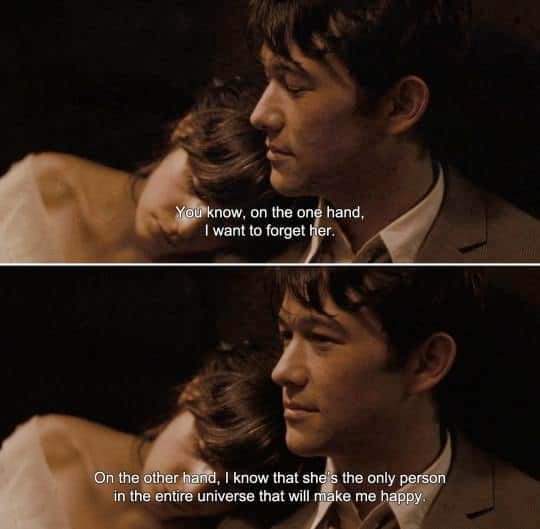 You know, on the one hand,
I want to forget her.
On the other hand, I know that she's the only person
in the entire universe that will make me happy.